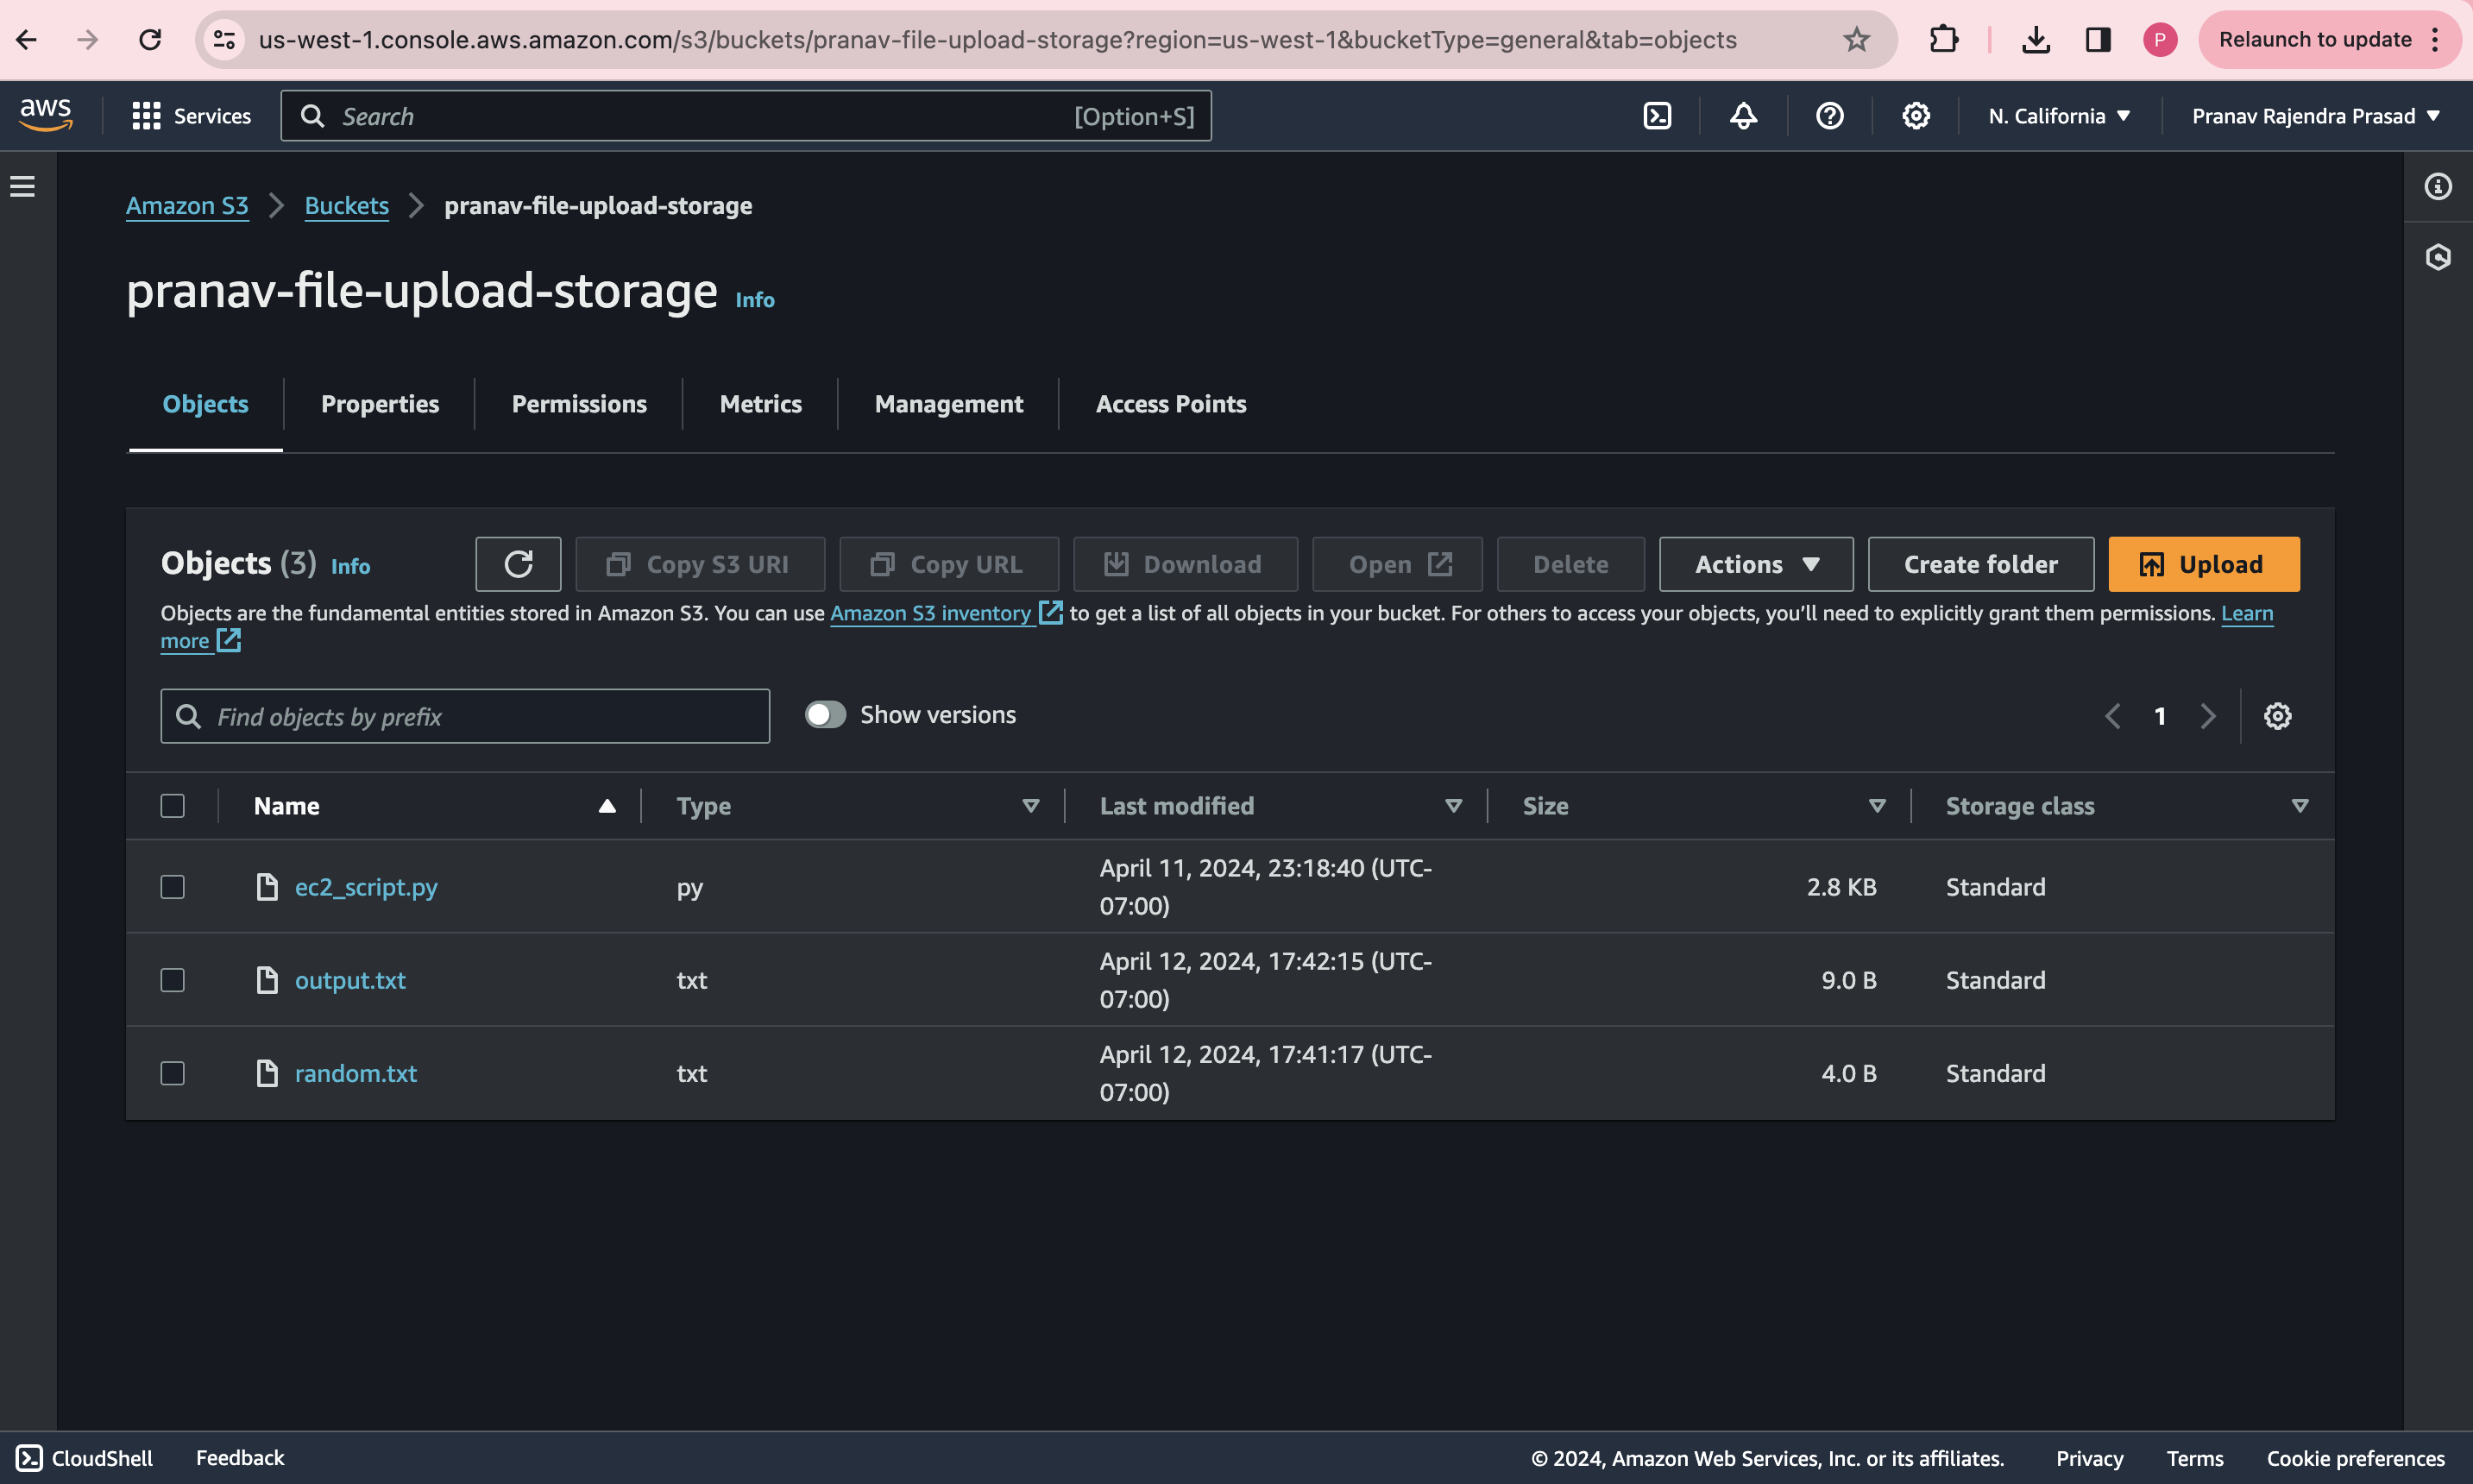 us-west-1.console.aws.amazon.com/s3/buckets/pranav-file-upload-storage?region=us-west-1&bucketType=general&tab=objects
P
Relaunch to update
aws
Services
Search
[Option+S]
N. California
Pranav Rajendra Prasad
Amazon S3
Buckets
pranav-file-upload-storage
pranav-file-upload-storage Info
Objects
Properties
Permissions
Metrics
Management
Access Points
Objects (3) Info
Copy S3 URI
Copy URL
Download
Open
Delete
Actions
Create folder
Upload
Objects are the fundamental entities stored in Amazon S3. You can use Amazon S3 inventory to get a list of all objects in your bucket. For others to access your objects, you’ll need to explicitly grant them permissions. Learn
more
Find objects by prefix
Show versions
1
Name
Type
Last modified
Size
Storage class
ec2_script.py
py
April 11, 2024, 23:18:40 (UTC-
07:00)
2.8 KB
Standard
output.txt
txt
April 12, 2024, 17:42:15 (UTC-
07:00)
9.0 B
Standard
random.txt
txt
April 12, 2024, 17:41:17 (UTC-
07:00)
4.0 B
Standard
CloudShell
Feedback
© 2024, Amazon Web Services, Inc. or its affiliates.
Privacy
Terms
Cookie preferences